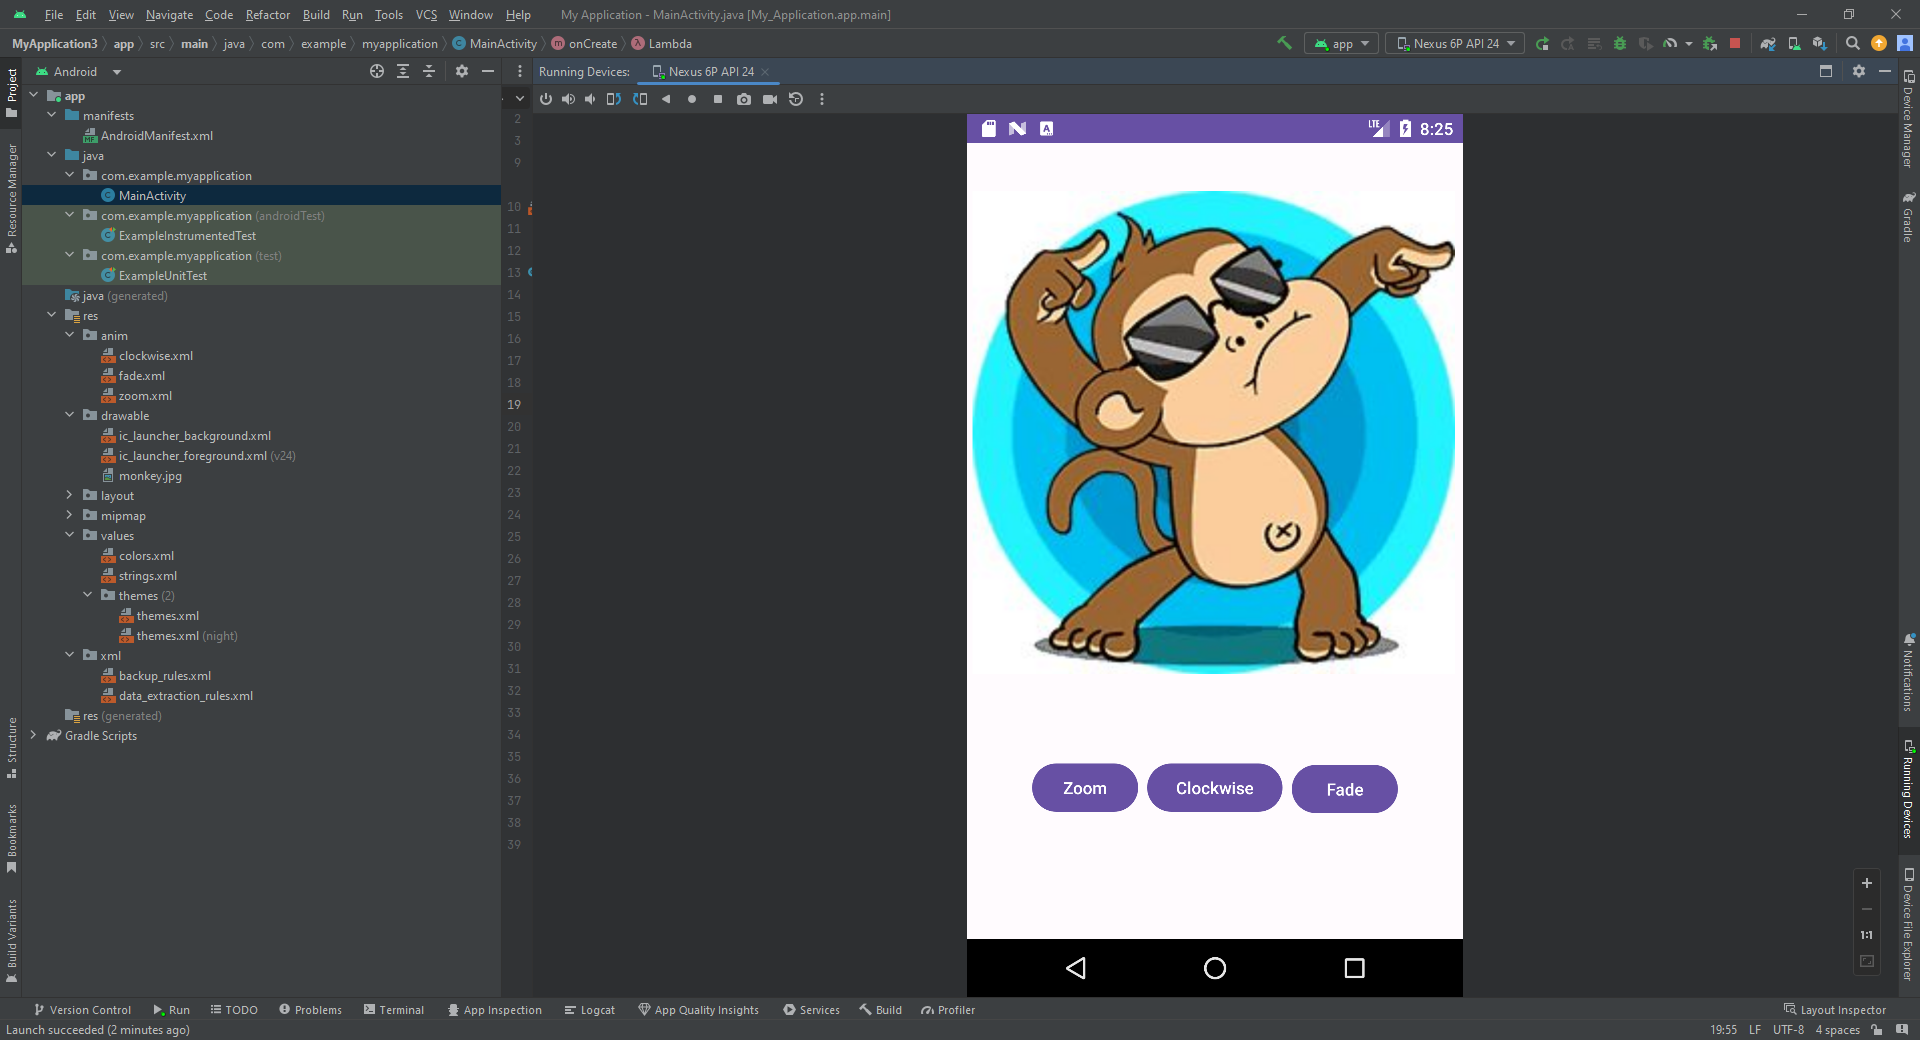 File Edit View Navigate Code Refactor Build Run Tools VCS Window Help My Application - MainActivity.java [My_Application.app.main]
MyApplication3 app src main java com example myapplication MainActivity onCreate Lambda app Nexus 6P API 24
Android
Running Devices: Nexus 6P API 24
Project
Resource Manager
Structure
Bookmarks
Build Variants
app
manifests
AndroidManifest.xml
java
com.example.myapplication
MainActivity
com.example.myapplication (androidTest)
ExampleInstrumentedTest
com.example.myapplication (test)
ExampleUnitTest
java (generated)
res
anim
clockwise.xml
fade.xml
zoom.xml
drawable
ic_launcher_background.xml
ic_launcher_foreground.xml (v24)
monkey.jpg
layout
mipmap
values
colors.xml
strings.xml
themes (2)
themes.xml
themes.xml (night)
xml
backup_rules.xml
data_extraction_rules.xml
res (generated)
Gradle Scripts
2
3
9
10
11
12
13
14
15
16
17
18
19
20
21
22
23
24
25
26
27
28
29
30
31
32
33
34
35
36
37
38
39
LTE 8:25
Zoom Clockwise Fade
1:1
Device Manager
Gradle
Notifications
Running Devices
Device File Explorer
Version Control Run TODO Problems Terminal App Inspection Logcat App Quality Insights Services Build Profiler Layout Inspector
Launch succeeded (2 minutes ago) 19:55 LF UTF-8 4 spaces